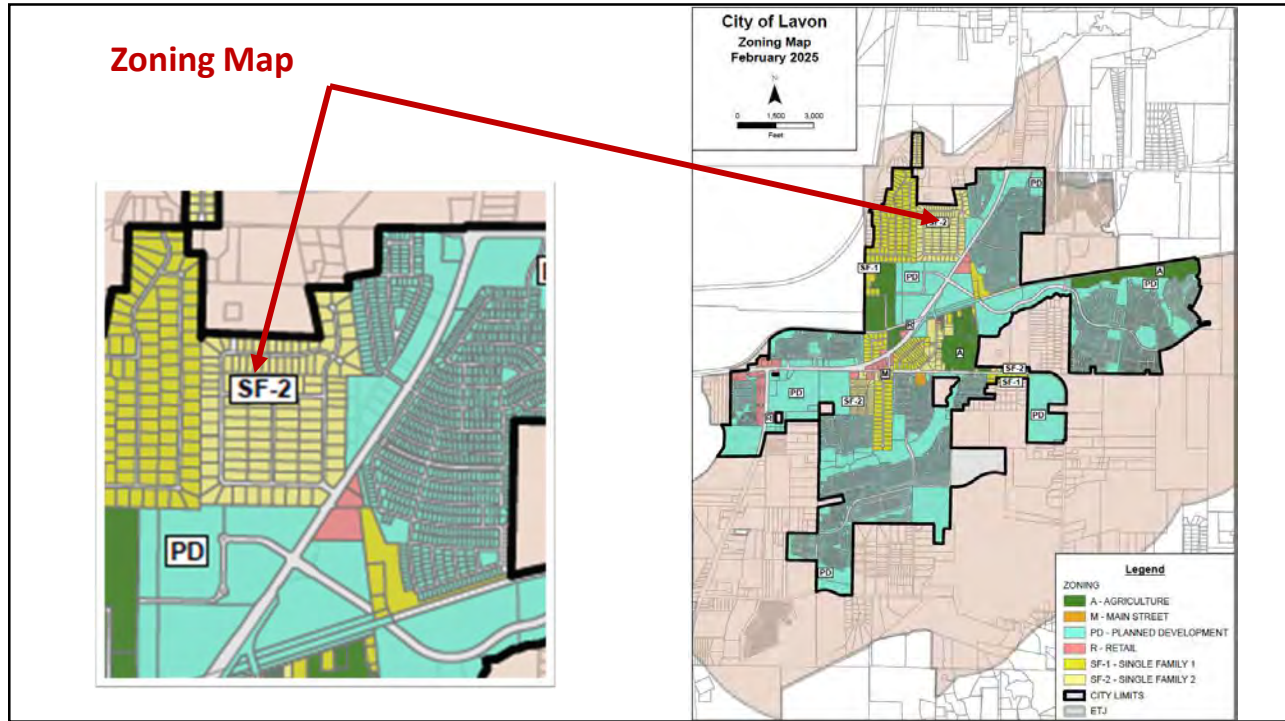 Zoning Map
City of Lavon
Zoning Map
February 2025
N
0 1,500 3,000
Feet
SF-2
PD
PD
SF-2
SF-1
PD
A
PD
R
A
M
SF-2
SF-1
PD
SF-2
R
PD
PD
Legend
ZONING
A - AGRICULTURE
M - MAIN STREET
PD - PLANNED DEVELOPMENT
R - RETAIL
SF-1 - SINGLE FAMILY 1
SF-2 - SINGLE FAMILY 2
CITY LIMITS
ETJ